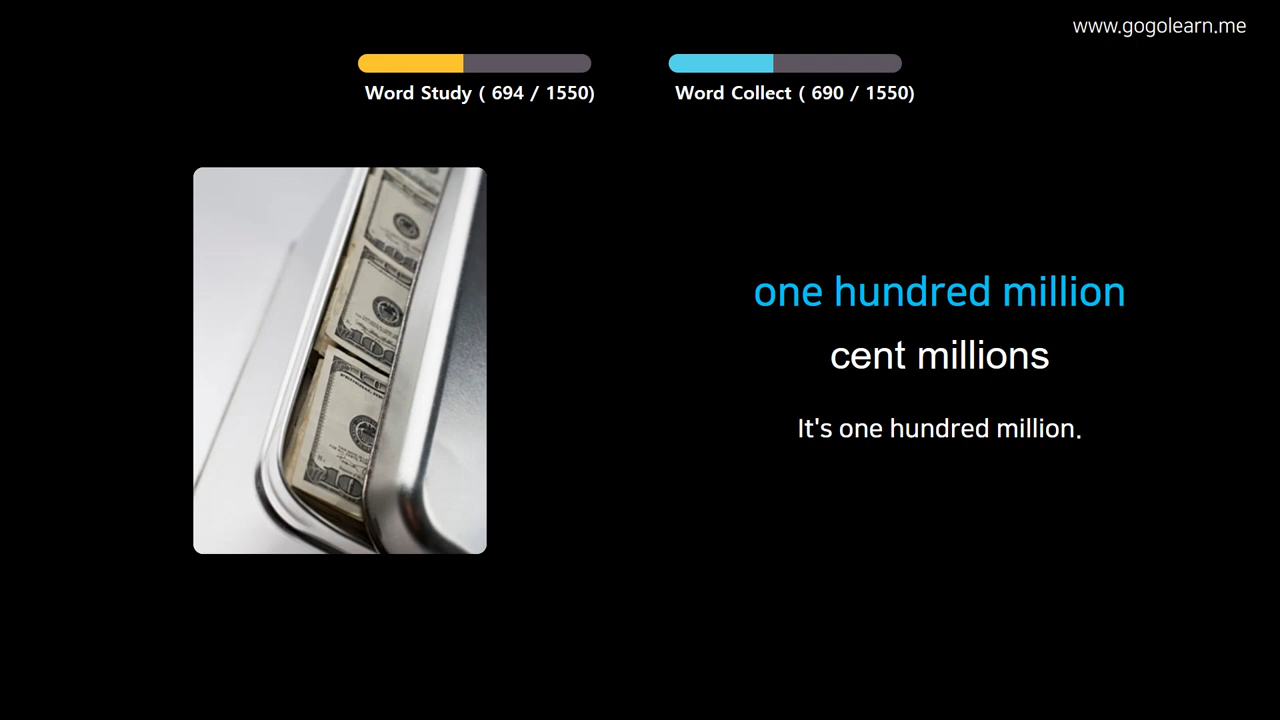 www.gogolearn.me
Word Study ( 694 / 1550)
Word Collect ( 690 / 1550)
one hundred million
cent millions
It's one hundred million.